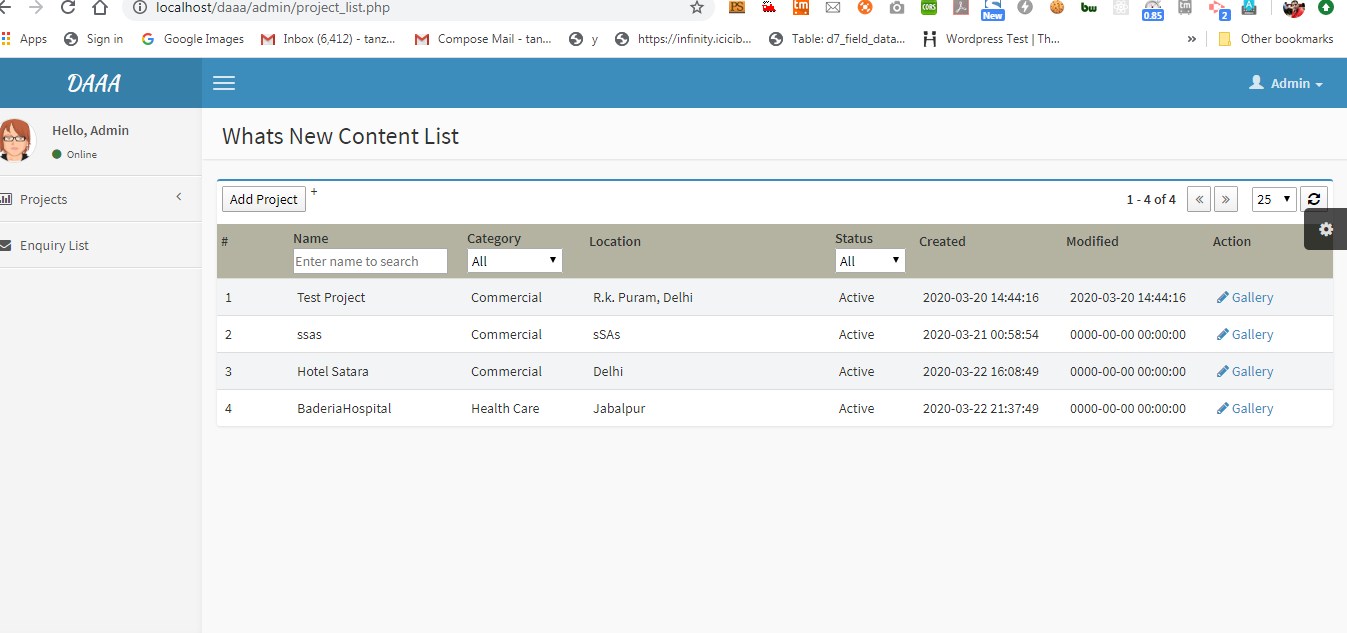 localhost/daaa/admin/project_list.php
PS tm CORS New bw 0.85 tm 2
Apps Sign in Google Images Inbox (6,412) - tanz... Compose Mail - tan... y https://infinity.icicib... Table: d7_field_data... Wordpress Test | Th... » Other bookmarks
DAAA Admin
Hello, Admin
Online
Projects
Enquiry List
Whats New Content List
Add Project + 1 - 4 of 4 « » 25
# Name Category Location Status Created Modified Action
Enter name to search All All
1 Test Project Commercial R.k. Puram, Delhi Active 2020-03-20 14:44:16 2020-03-20 14:44:16 Gallery
2 ssas Commercial sSAs Active 2020-03-21 00:58:54 0000-00-00 00:00:00 Gallery
3 Hotel Satara Commercial Delhi Active 2020-03-22 16:08:49 0000-00-00 00:00:00 Gallery
4 BaderiaHospital Health Care Jabalpur Active 2020-03-22 21:37:49 0000-00-00 00:00:00 Gallery